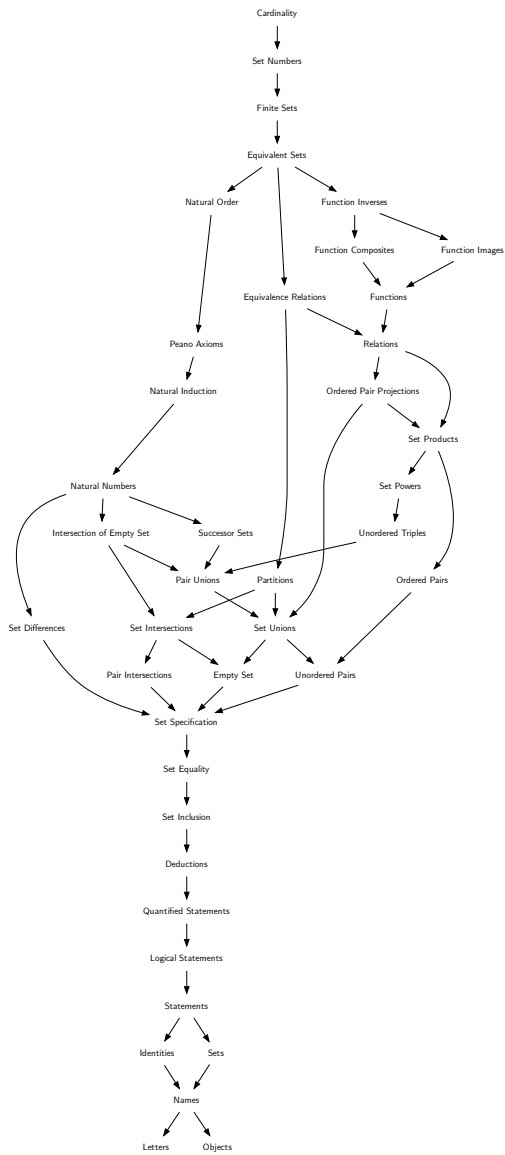 Cardinality
Set Numbers
Finite Sets
Equivalent Sets
Natural Order
Function Inverses
Function Composites
Function Images
Equivalence Relations
Functions
Peano Axioms
Relations
Natural Induction
Ordered Pair Projections
Set Products
Natural Numbers
Set Powers
Intersection of Empty Set
Successor Sets
Unordered Triples
Pair Unions
Partitions
Ordered Pairs
Set Differences
Set Intersections
Set Unions
Pair Intersections
Empty Set
Unordered Pairs
Set Specification
Set Equality
Set Inclusion
Deductions
Quantified Statements
Logical Statements
Statements
Identities
Sets
Names
Letters
Objects